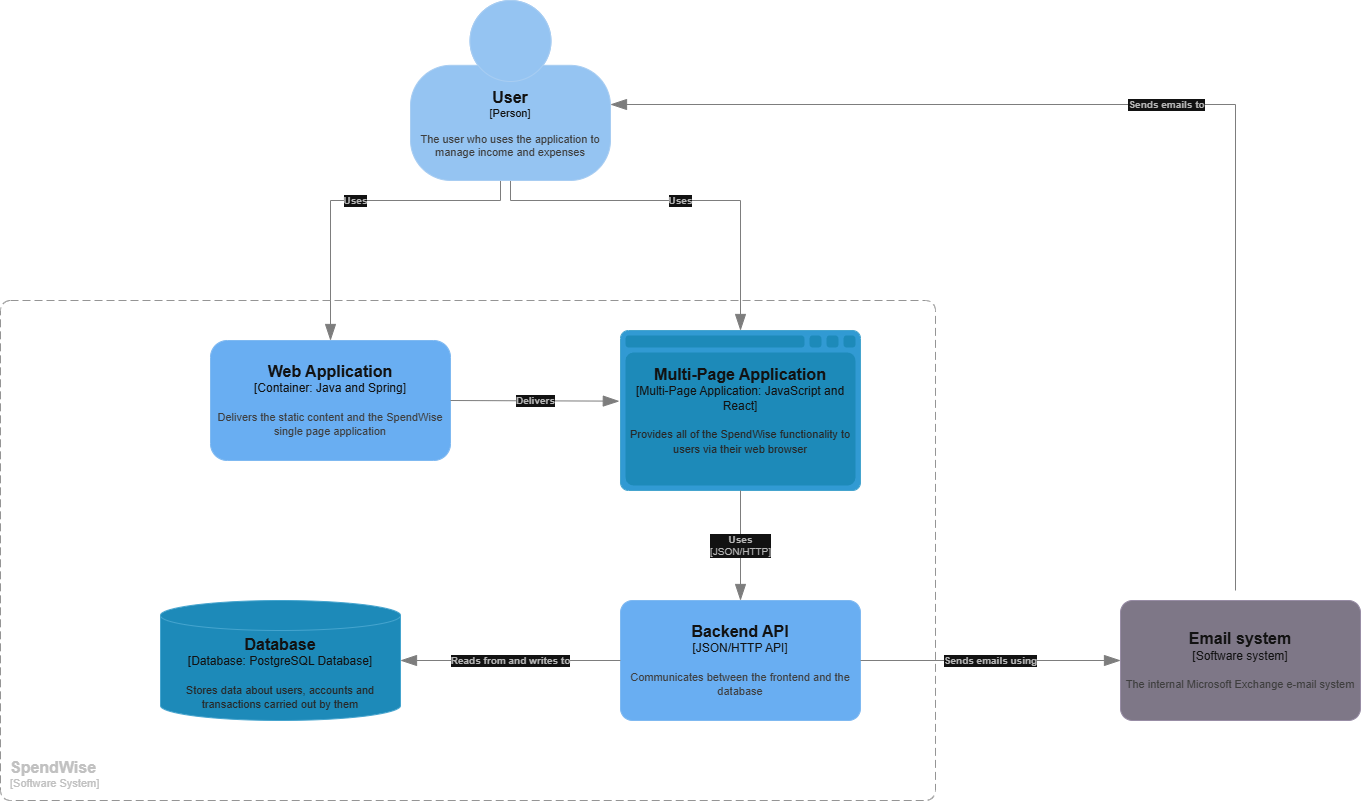 User
[Person]
The user who uses the application to
manage income and expenses
Sends emails to
Uses
Uses
Web Application
[Container: Java and Spring]
Delivers the static content and the SpendWise
single page application
Delivers
Multi-Page Application
[Multi-Page Application: JavaScript and
React]
Provides all of the SpendWise functionality to
users via their web browser
Uses
[JSON/HTTP]
Database
[Database: PostgreSQL Database]
Stores data about users, accounts and
transactions carried out by them
Reads from and writes to
Backend API
[JSON/HTTP API]
Communicates between the frontend and the
database
Sends emails using
Email system
[Software system]
The internal Microsoft Exchange e-mail system
SpendWise
[Software System]